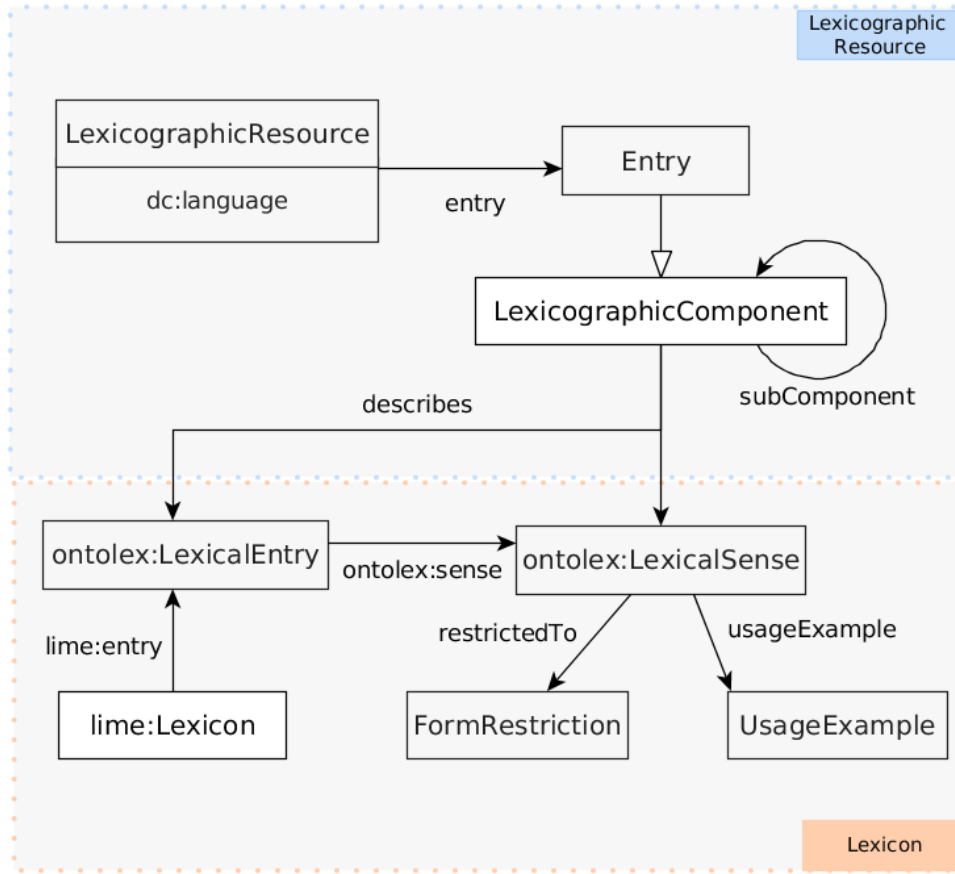 Lexicographic
Resource
LexicographicResource
dc:language
entry
Entry
LexicographicComponent
subComponent
describes
ontolex:LexicalEntry
ontolex:sense
ontolex:LexicalSense
lime:entry
restrictedTo
usageExample
lime:Lexicon
FormRestriction
UsageExample
Lexicon